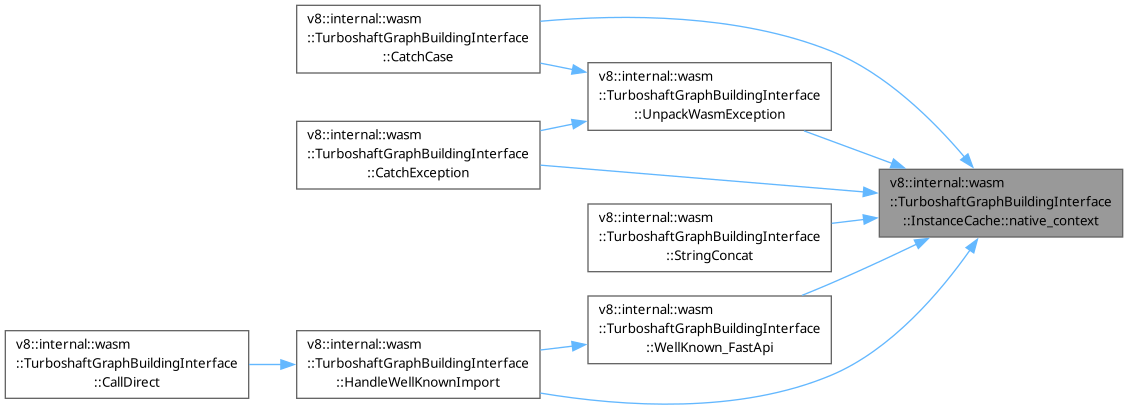 v8::internal::wasm
::TurboshaftGraphBuildingInterface
::CatchCase
v8::internal::wasm
::TurboshaftGraphBuildingInterface
::UnpackWasmException
v8::internal::wasm
::TurboshaftGraphBuildingInterface
::CatchException
v8::internal::wasm
::TurboshaftGraphBuildingInterface
::InstanceCache::native_context
v8::internal::wasm
::TurboshaftGraphBuildingInterface
::StringConcat
v8::internal::wasm
::TurboshaftGraphBuildingInterface
::WellKnown_FastApi
v8::internal::wasm
::TurboshaftGraphBuildingInterface
::CallDirect
v8::internal::wasm
::TurboshaftGraphBuildingInterface
::HandleWellKnownImport